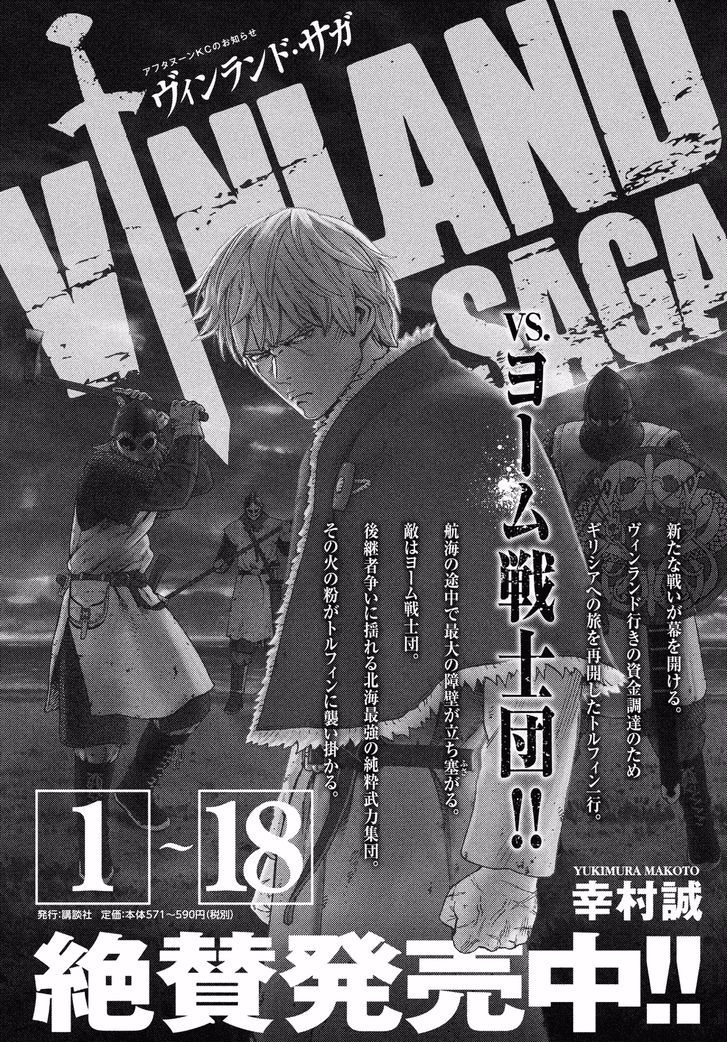 アフタヌーンKCのお知らせ
ヴィンランド・サガ
VINLAND
SAGA
VS.ヨーム戦士団!!
新たな戦いが幕を開ける。
ヴィンランド行きの資金調達のため
ギリシアへの旅を再開したトルフィン一行。
航海の途中で最大の障壁が立ち塞がる。
ふさ
敵はヨーム戦士団。
後継者争いに揺れる北海最強の純粋武力集団。
その火の粉がトルフィンに襲い掛かる。
1～18
発行:講談社 定価:本体571～590円(税別)
YUKIMURA MAKOTO
幸村誠
絶賛発売中!!